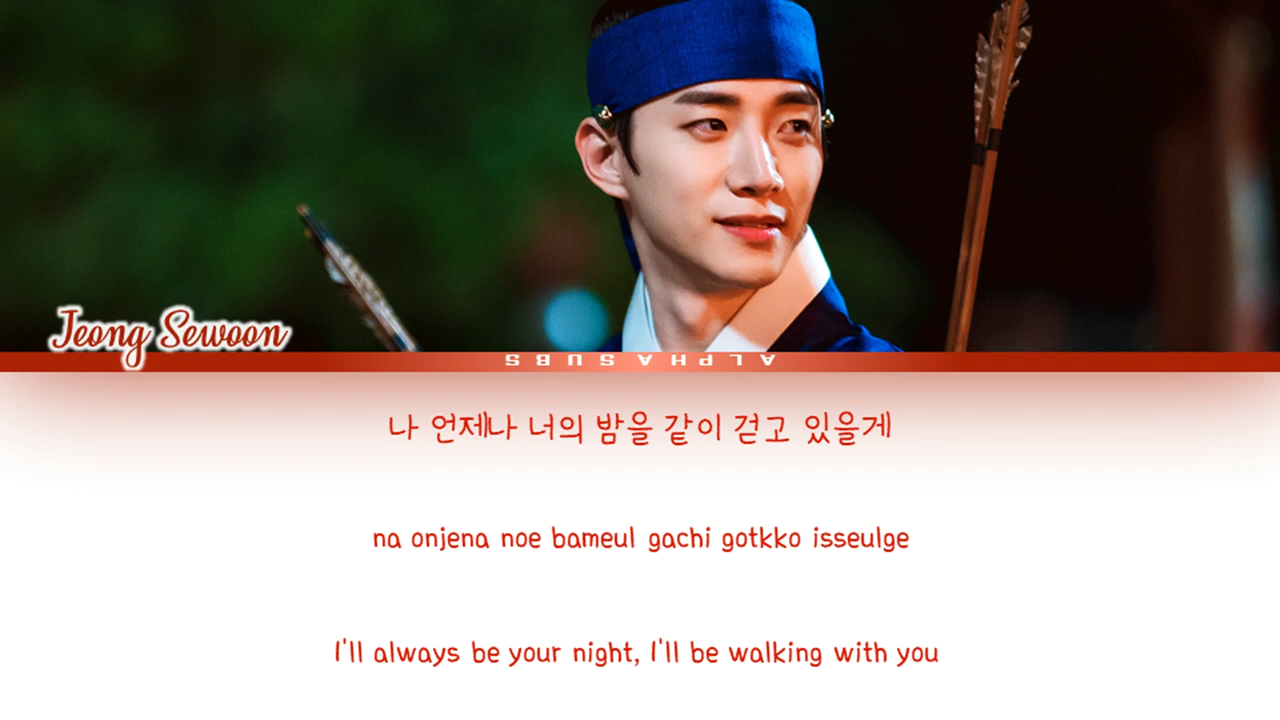 Jeong Sewoon
ALPHASUBS
나 언제나 너의 밤을 같이 걷고 있을게
na onjena noe bameul gachi gotkko isseulge
I'll always be your night, I'll be walking with you